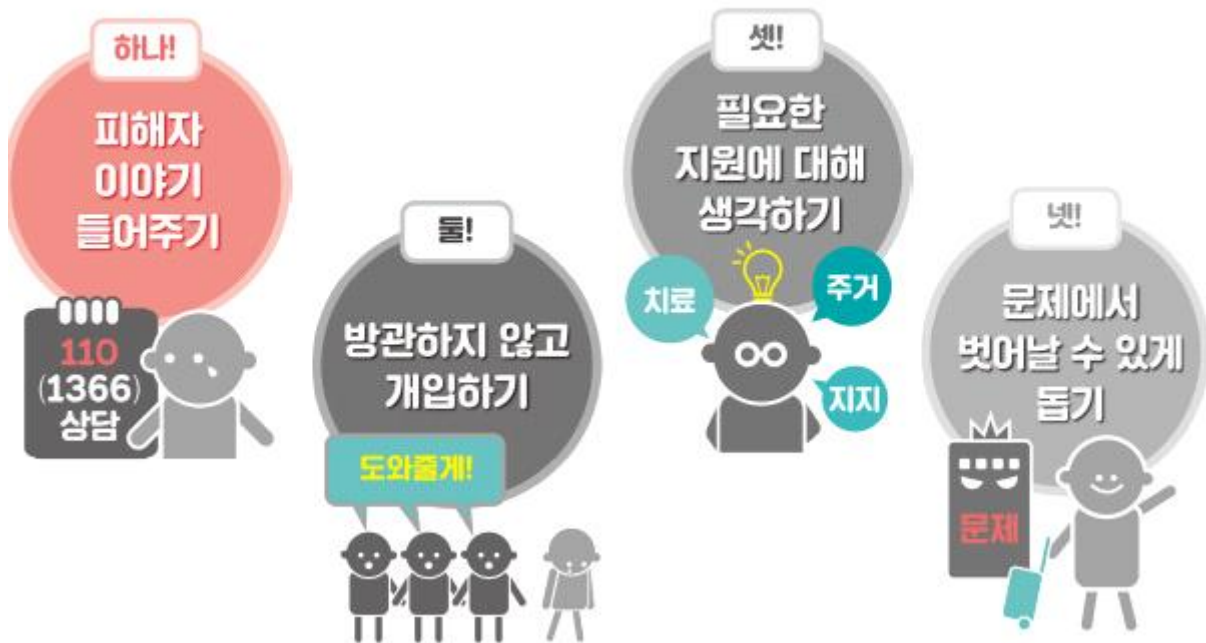 하나!
피해자
이야기
들어주기
110
(1366)
상담
둘!
방관하지 않고
개입하기
도와줄게!
셋!
필요한
지원에 대해
생각하기
치료
주거
지지
넷!
문제에서
벗어날 수 있게
돕기
문제